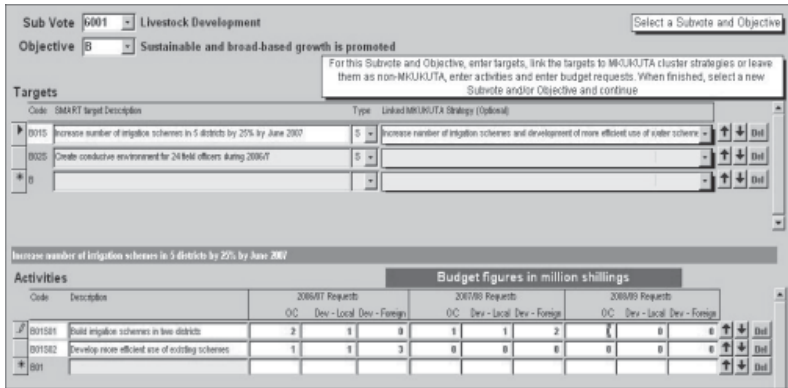 Sub Vote 6001 Livestock Development
Select a Subvote and Objective
Objective B Sustainable and broad-based growth is promoted
For this Subvote and Objective, enter targets, link the targets to MKUKUTA cluster strategies or leave
them as non-MKUKUTA, enter activities and enter budget requests. When finished, select a new
Subvote and/or Objective and continue
Targets
Code SMART target Description Type Linked MKUKUTA Strategy (Optional)
B01S Increase number of irrigation schemes in 5 districts by 25% by June 2007 S Increase number of irrigation schemes and development of more efficient use of water scheme Del
B02S Create conducive environment for 24 field officers during 2006/7 S Del
* B Del
Increase number of irrigation schemes in 5 districts by 25% by June 2007
Activities Budget figures in million shillings
Code Description 2006/07 Requests 2007/08 Requests 2008/09 Requests
OC Dev - Local Dev - Foreign OC Dev - Local Dev - Foreign OC Dev - Local Dev - Foreign
B01S01 Build irrigation schemes in two districts 2 1 0 1 1 2 0 0 Del
B01S02 Develop more efficient use of existing schemes 1 1 3 0 0 0 0 0 0 Del
* B01 Del